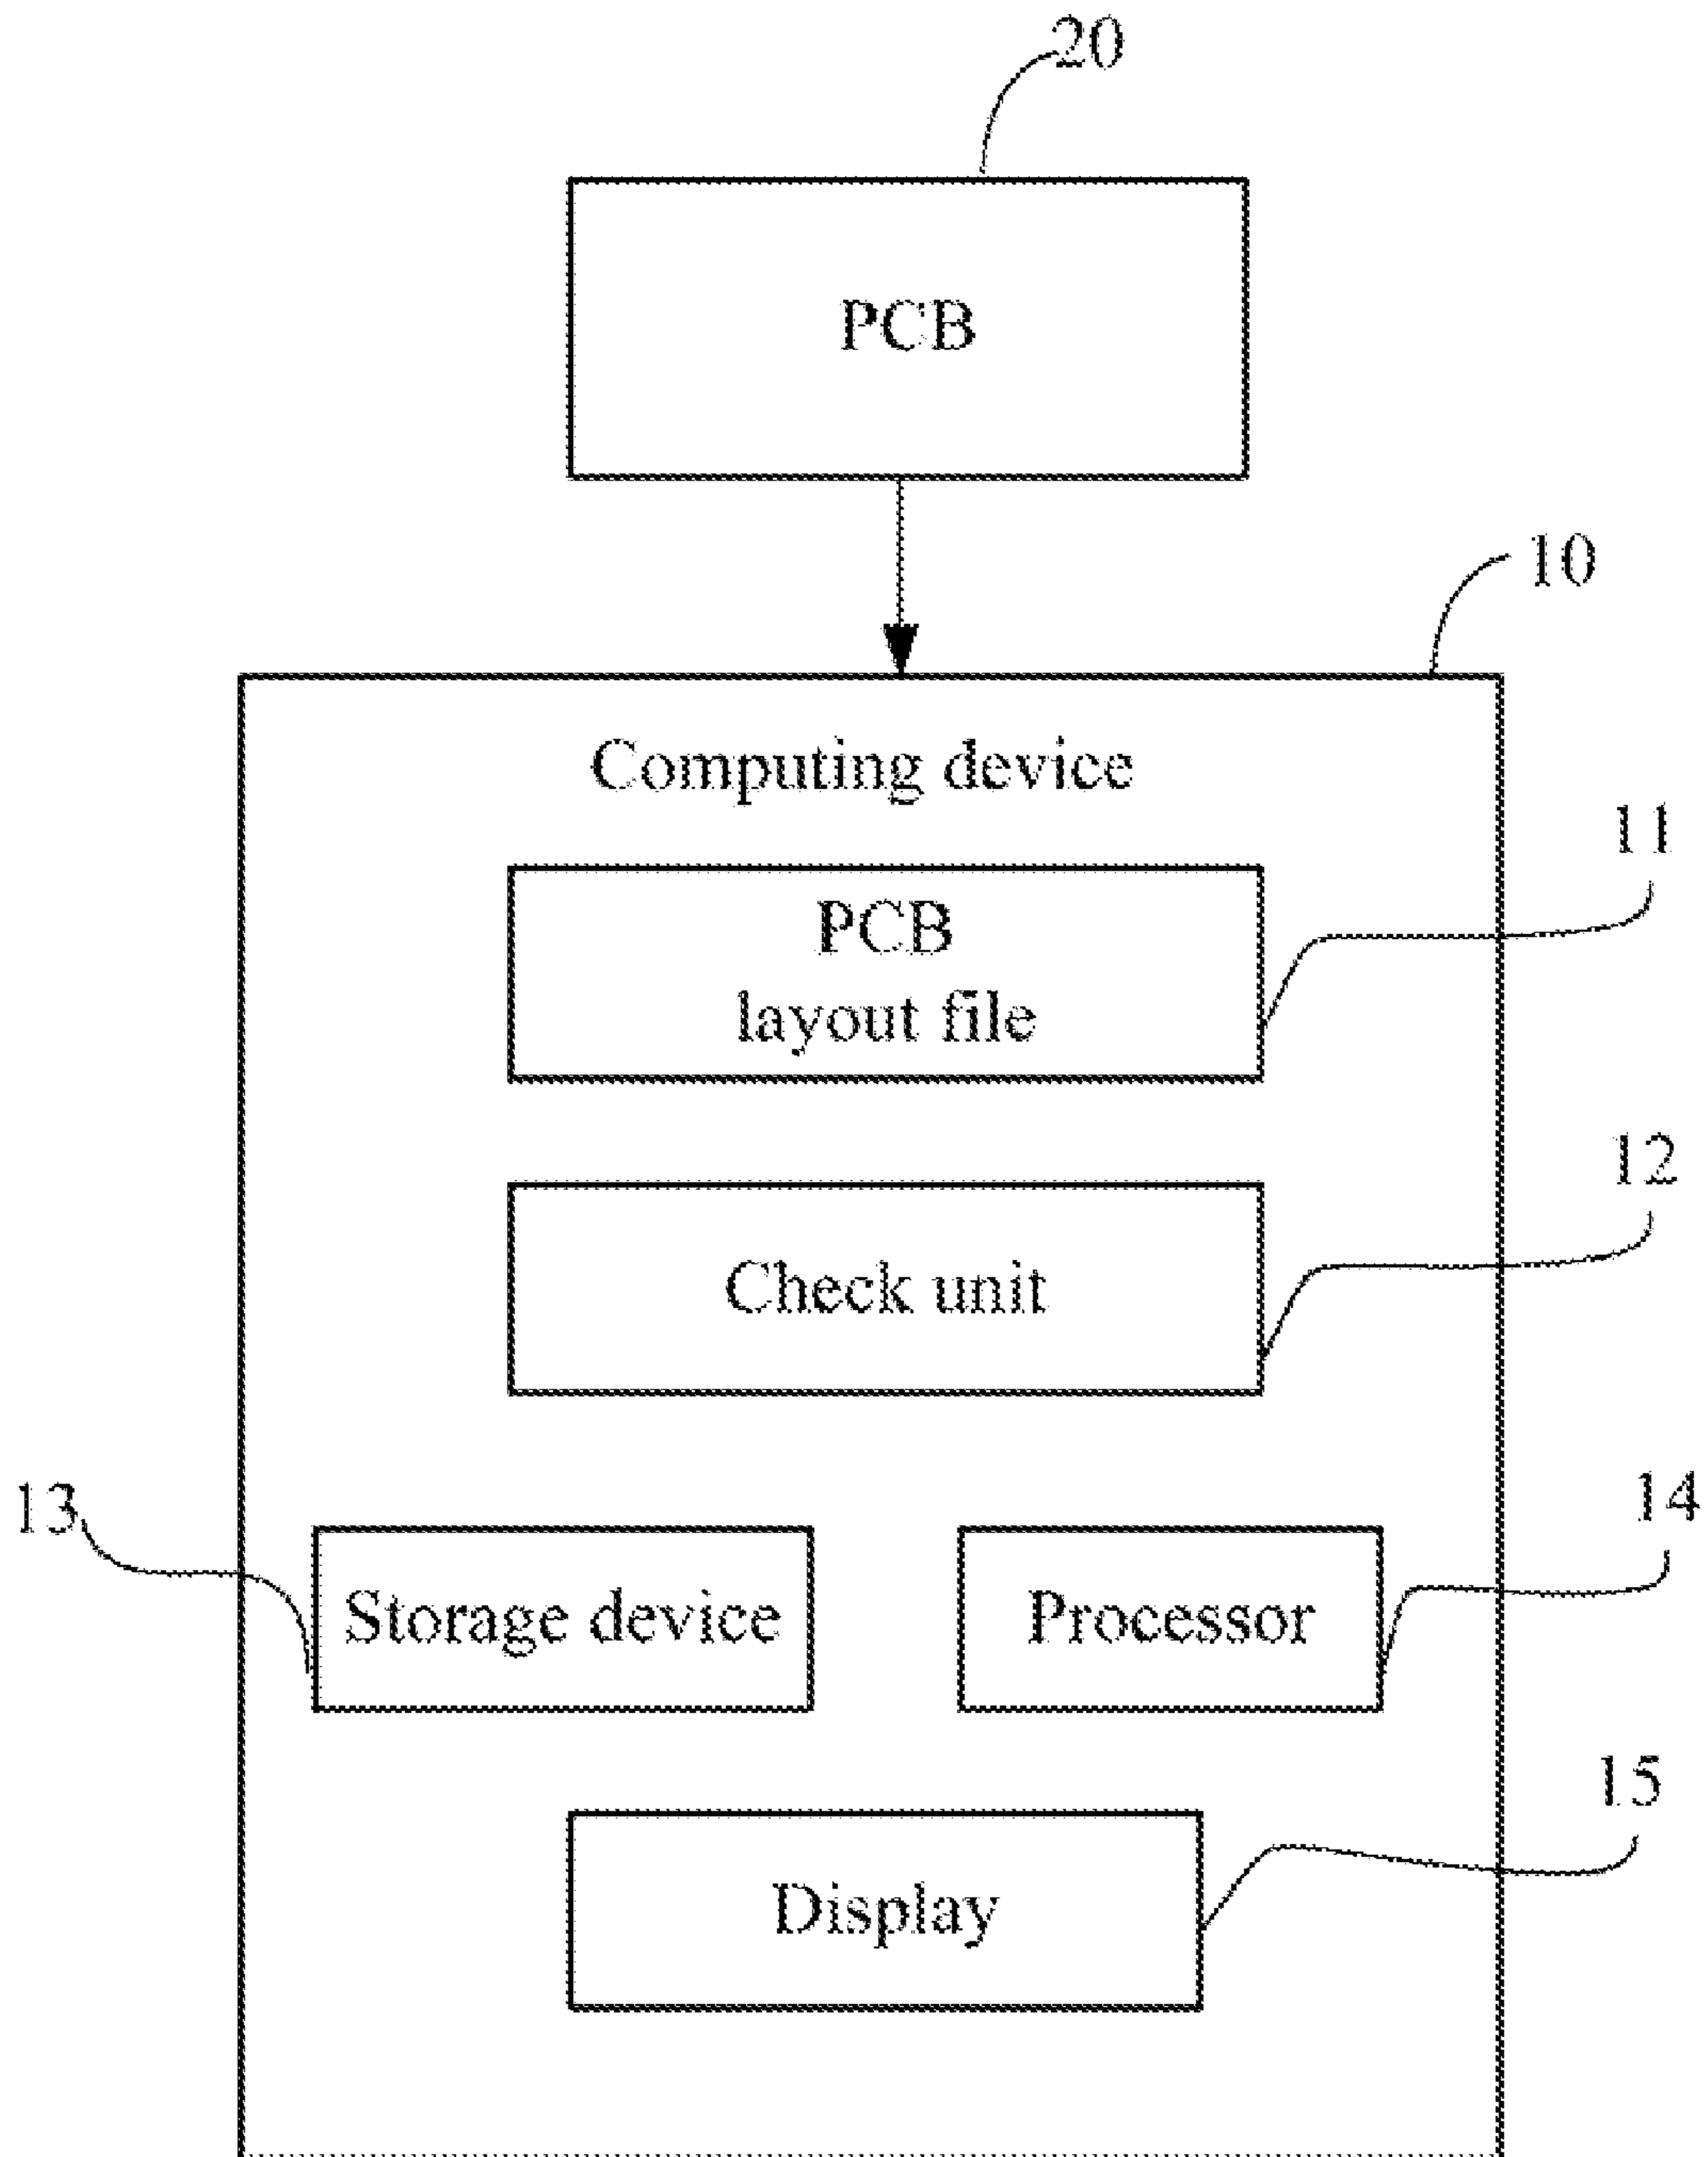 20
PCB
10
Computing device
11
PCB
layout file
12
Check unit
13
14
Storage device
Processor
15
Display